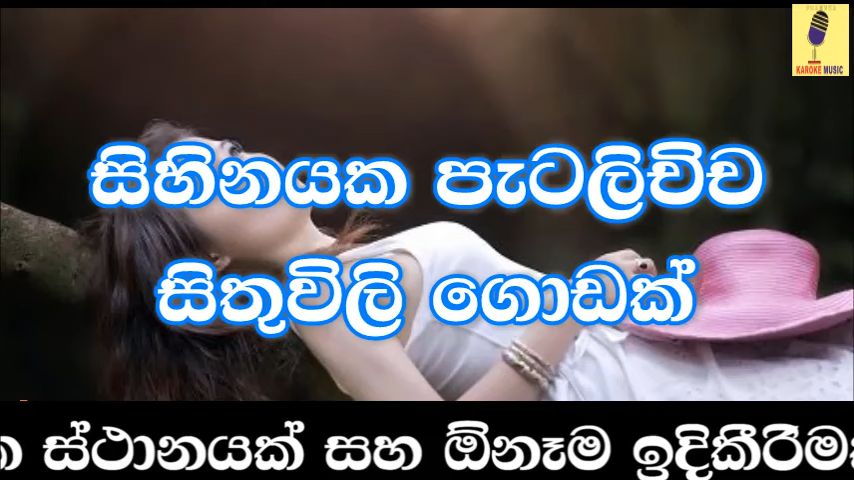 KAROKE MUSIC
සිහිනයක පැටලිච්ච
සිතුවිලි ගොඩක්
ස්ථානයක් සහ ඕනෑම ඉදිකිරීම